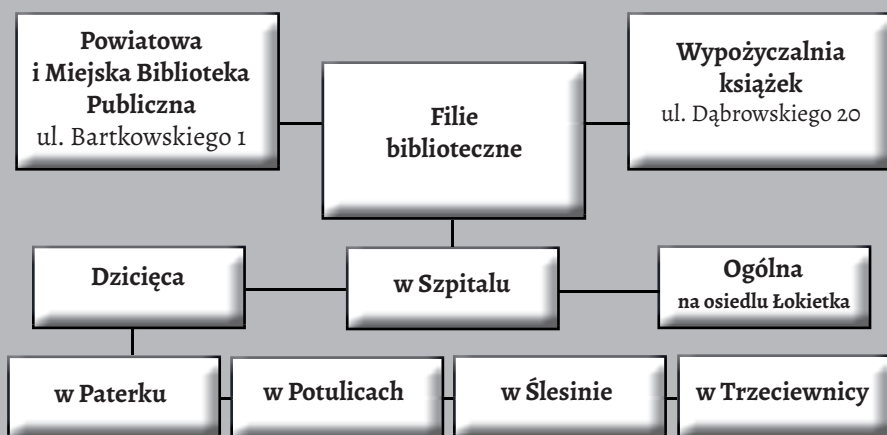 Powiatowa
i Miejska Biblioteka
Publiczna
ul. Bartkowskiego 1
Filie
biblioteczne
Wypożyczalnia
książek
ul. Dąbrowskiego 20
Dzicięca
w Szpitalu
Ogólna
na osiedlu Łokietka
w Paterku
w Potulicach
w Ślesinie
w Trzeciewnicy